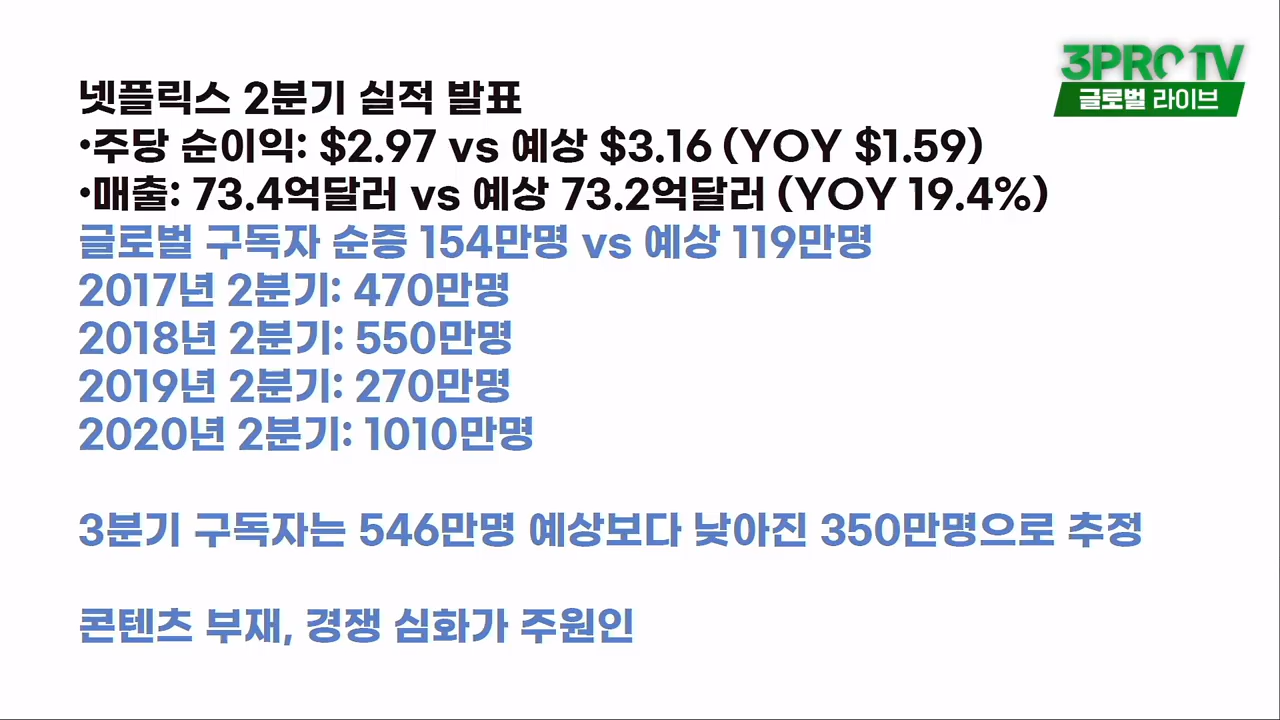 3PRO TV
글로벌 라이브
넷플릭스 2분기 실적 발표
•주당 순이익: $2.97 vs 예상 $3.16 (YOY $1.59)
•매출: 73.4억달러 vs 예상 73.2억달러 (YOY 19.4%)
글로벌 구독자 순증 154만명 vs 예상 119만명
2017년 2분기: 470만명
2018년 2분기: 550만명
2019년 2분기: 270만명
2020년 2분기: 1010만명
3분기 구독자는 546만명 예상보다 낮아진 350만명으로 추정
콘텐츠 부재, 경쟁 심화가 주원인